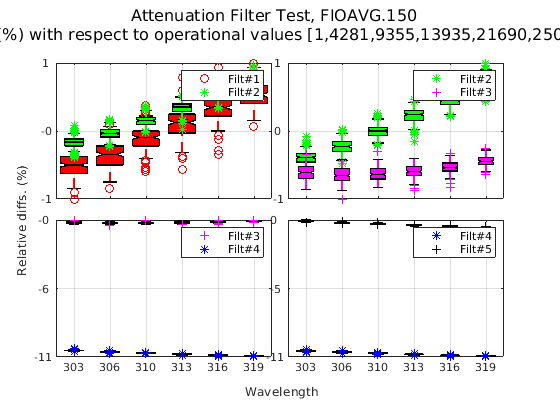 Attenuation Filter Test, FIOAVG.150
(%) with respect to operational values [1,4281,9355,13935,21690,250
Relative diffs. (%)
1
-0
-1
Filt#1
Filt#2
1
-0
-1
Filt#2
Filt#3
-0
-6
-11
Filt#3
Filt#4
303 306 310 313 316 319
0
-5
-11
Filt#4
Filt#5
303 306 310 313 316 319
Wavelength